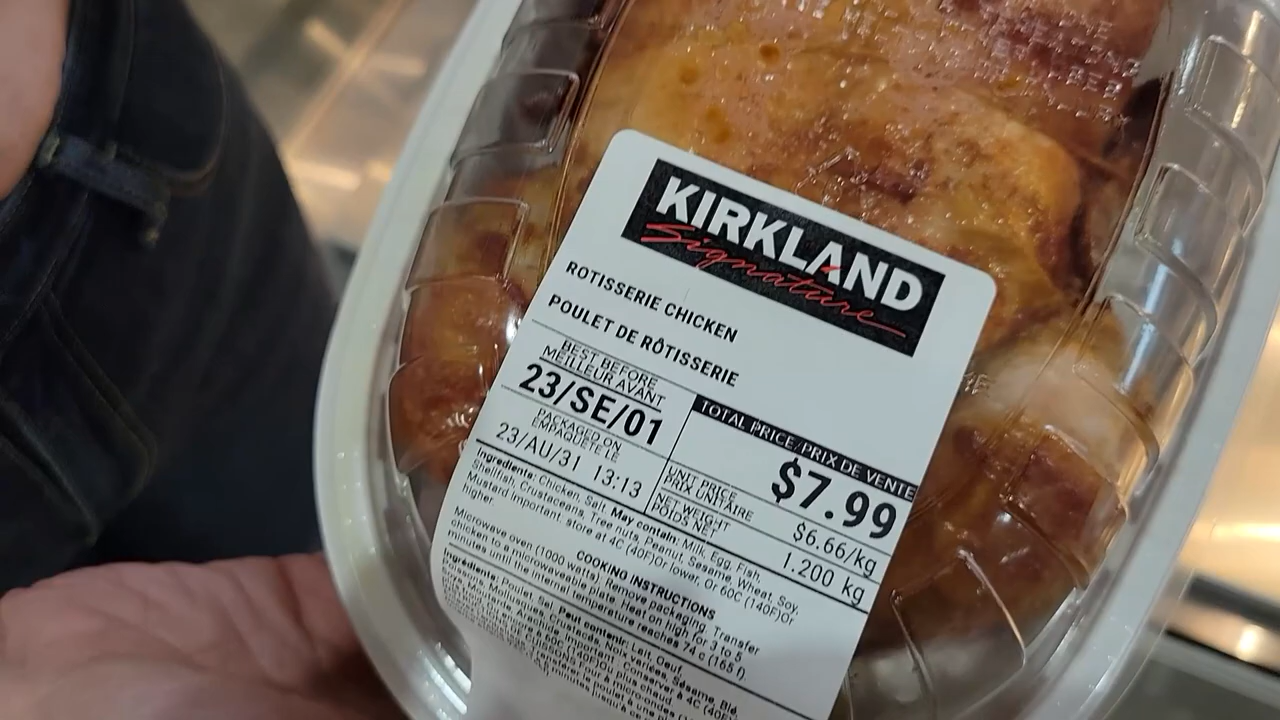 KIRKLAND
Signature
ROTISSERIE CHICKEN
POULET DE RÔTISSERIE
BEST BEFORE
MEILLEUR AVANT
23/SE/01
PACKAGED ON
EMPAQUETÉ LE
23/AU/31 13:13
TOTAL PRICE/PRIX DE VENTE
$7.99
UNIT PRICE
PRIX UNITAIRE
$6.66/kg
NET WEIGHT
POIDS NET
1.200 kg
Ingredients: Chicken, Salt. May contain: Milk, Egg, Fish,
Shellfish, Crustaceans, Tree nuts, Peanut, Sesame, Wheat, Soy,
Mustard Important: store at 4C (40F)Or lower, Or 60C (140F)or
higher.
COOKING INSTRUCTIONS
Microwave oven (1000 watts) Remove packaging. Transfer
chicken to a microwaveable plate. Heat on high for 3 to 5
minutes until the internal temperature reaches 74 c (165 f).
Ingrédients: Poulet, Sel. Peut contenir: Lait, Oeuf,